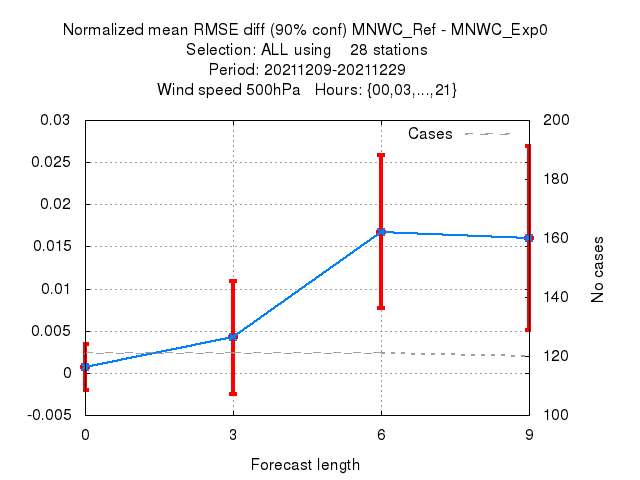 Normalized mean RMSE diff (90% conf) MNWC_Ref - MNWC_Exp0
Selection: ALL using 28 stations
Period: 20211209-20211229
Wind speed 500hPa Hours: {00,03,...,21}
Cases
0.03
0.025
0.02
0.015
0.01
0.005
0
-0.005
200
180
160
140
120
100
No cases
0 3 6 9
Forecast length